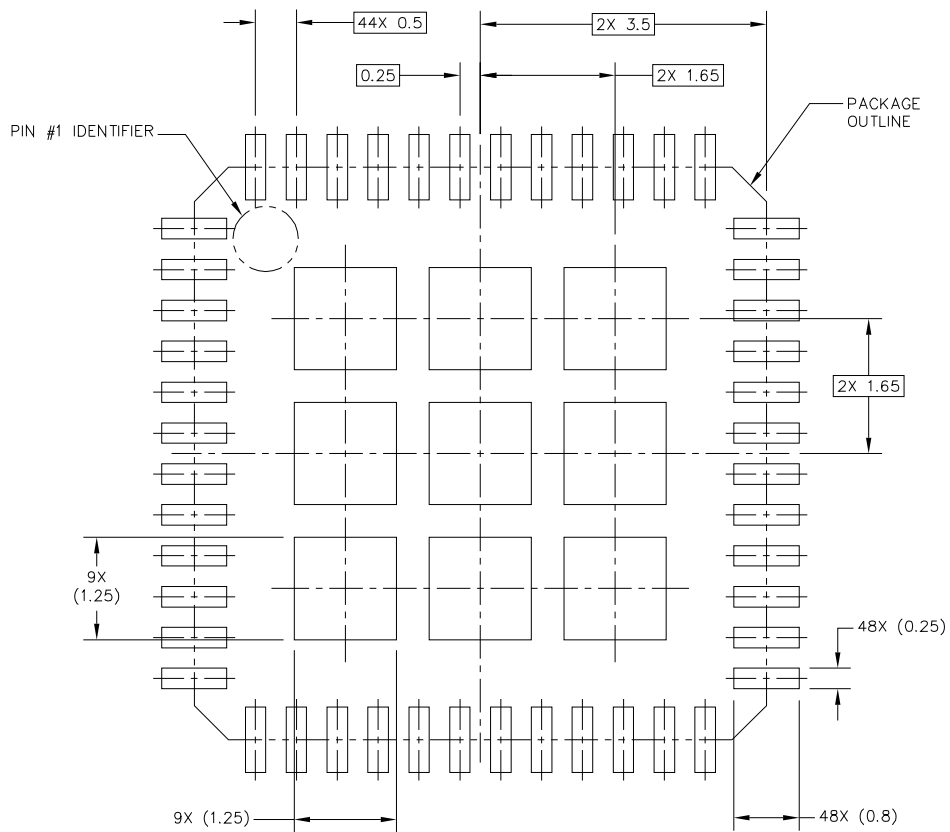 44X 0.5
2X 3.5
0.25
2X 1.65
PIN #1 IDENTIFIER
PACKAGE
OUTLINE
2X 1.65
9X
(1.25)
48X (0.25)
9X (1.25)
48X (0.8)